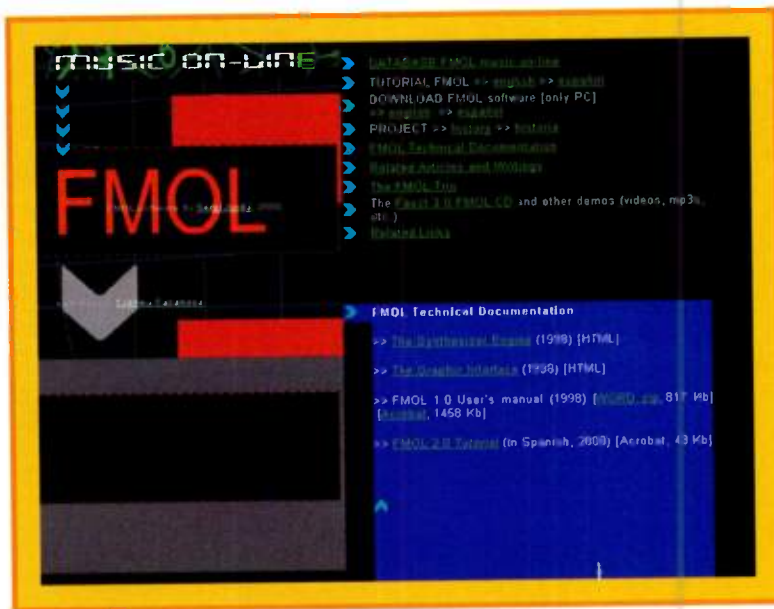 music on-line
DATABASE FMOL music on-line
TUTORIAL FMOL => english => español
DOWNLOAD FMOL software [only PC]
=> english => español
PROJECT => history => historia
FMOL Technical Documentation
Related Articles and Writings
The FMOL Trio
The Faust 3.0 FMOL CD and other demos (videos, mp3s,
etc.)
Related Links
FMOL
FMOL Technical Documentation
>> The Synthesizer Engine (1998) [HTML]
>> The Graphic Interface (1998) [HTML]
>> FMOL 1.0 User's manual (1998) [WORD zip, 817 Kb]
[Acrobat, 1468 Kb]
>> FMOL 2.0 Tutorial (in Spanish, 2000) [Acrobat, 43 Kb]